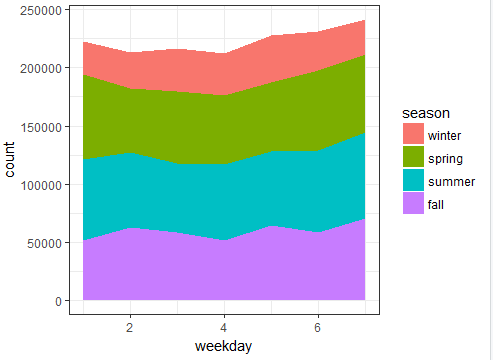 250000
200000
150000
100000
50000
0
count
2 4 6
weekday
season
winter
spring
summer
fall